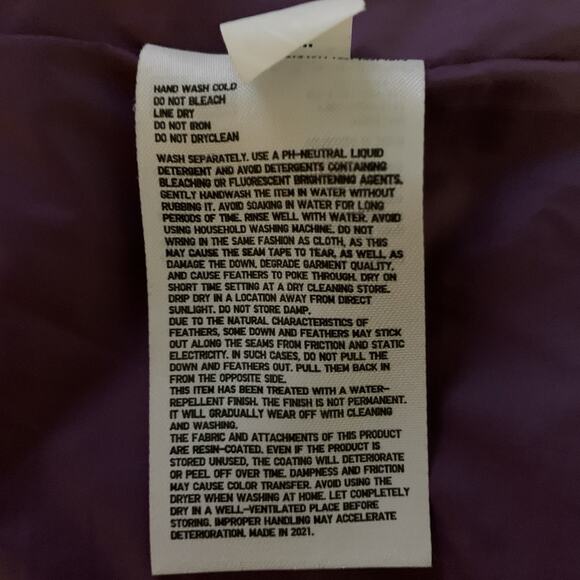 HAND WASH COLD
DO NOT BLEACH
LINE DRY
DO NOT IRON
DO NOT DRYCLEAN
WASH SEPARATELY. USE A PH-NEUTRAL LIQUID
DETERGENT AND AVOID DETERGENTS CONTAINING
BLEACHING OR FLUORESCENT BRIGHTENING AGENTS.
GENTLY HANDWASH THE ITEM IN WATER WITHOUT
RUBBING IT. AVOID SOAKING IN WATER FOR LONG
PERIODS OF TIME. RINSE WELL WITH WATER. AVOID
USING HOUSEHOLD WASHING MACHINE. DO NOT
WRING IN THE SAME FASHION AS CLOTH, AS THIS
MAY CAUSE THE SEAM TAPE TO TEAR, AS WELL AS
DAMAGE THE DOWN, DEGRADE GARMENT QUALITY,
AND CAUSE FEATHERS TO POKE THROUGH. DRY ON
SHORT TIME SETTING AT A DRY CLEANING STORE.
DRIP DRY IN A LOCATION AWAY FROM DIRECT
SUNLIGHT. DO NOT STORE DAMP.
DUE TO THE NATURAL CHARACTERISTICS OF
FEATHERS, SOME DOWN AND FEATHERS MAY STICK
OUT ALONG THE SEAMS FROM FRICTION AND STATIC
ELECTRICITY. IN SUCH CASES, DO NOT PULL THE
DOWN AND FEATHERS OUT. PULL THEM BACK IN
FROM THE OPPOSITE SIDE.
THIS ITEM HAS BEEN TREATED WITH A WATER-
REPELLENT FINISH. THE FINISH IS NOT PERMANENT.
IT WILL GRADUALLY WEAR OFF WITH CLEANING
AND WASHING.
THE FABRIC AND ATTACHMENTS OF THIS PRODUCT
ARE RESIN-COATED. EVEN IF THE PRODUCT IS
STORED UNUSED, THE COATING WILL DETERIORATE
OR PEEL OFF OVER TIME. DAMPNESS AND FRICTION
MAY CAUSE COLOR TRANSFER. AVOID USING THE
DRYER WHEN WASHING AT HOME. LET COMPLETELY
DRY IN A WELL-VENTILATED PLACE BEFORE
STORING. IMPROPER HANDLING MAY ACCELERATE
DETERIORATION. MADE IN 2021.